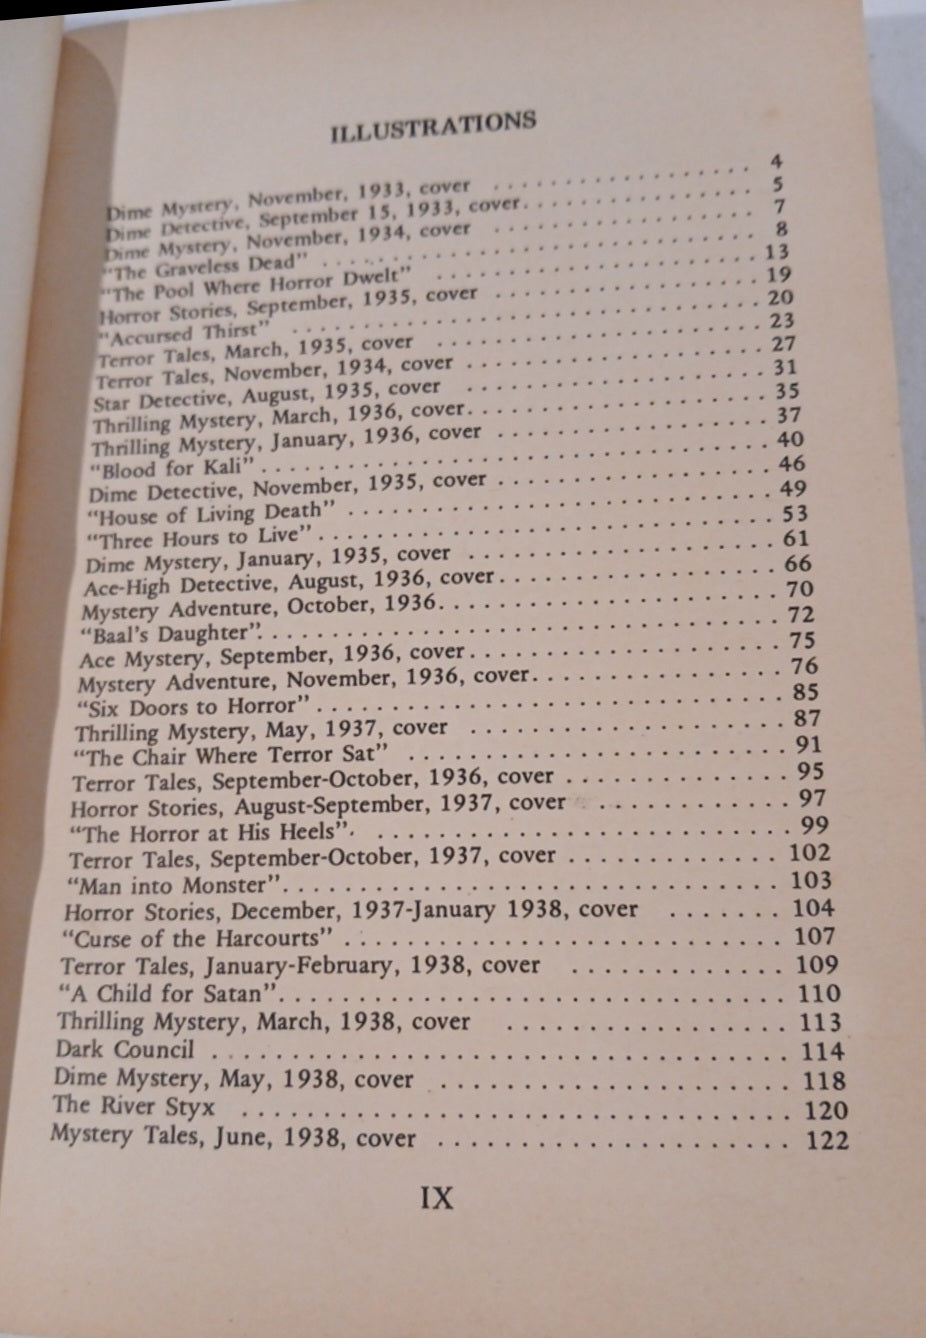 ILLUSTRATIONS
Dime Mystery, November, 1933, cover . . . . . . . . . . . . . . . . . 4
Dime Detective, September 15, 1933, cover. . . . . . . . . . . . . . . 5
Dime Mystery, November, 1934, cover . . . . . . . . . . . . . . . . . 7
"The Graveless Dead" . . . . . . . . . . . . . . . . . . . . . . . . . . . 8
"The Pool Where Horror Dwelt" . . . . . . . . . . . . . . . . . . . . 13
Horror Stories, September, 1935, cover . . . . . . . . . . . . . . . . 19
"Accursed Thirst" . . . . . . . . . . . . . . . . . . . . . . . . . . . . . 20
Terror Tales, March, 1935, cover . . . . . . . . . . . . . . . . . . . . 23
Terror Tales, November, 1934, cover . . . . . . . . . . . . . . . . . . 27
Star Detective, August, 1935, cover . . . . . . . . . . . . . . . . . . 31
Thrilling Mystery, March, 1936, cover. . . . . . . . . . . . . . . . . . 35
Thrilling Mystery, January, 1936, cover . . . . . . . . . . . . . . . . 37
"Blood for Kali" . . . . . . . . . . . . . . . . . . . . . . . . . . . . . . 40
Dime Detective, November, 1935, cover . . . . . . . . . . . . . . . . 46
"House of Living Death" . . . . . . . . . . . . . . . . . . . . . . . . . 49
"Three Hours to Live" . . . . . . . . . . . . . . . . . . . . . . . . . . 53
Dime Mystery, January, 1935, cover . . . . . . . . . . . . . . . . . . 61
Ace-High Detective, August, 1936, cover. . . . . . . . . . . . . . . . 66
Mystery Adventure, October, 1936. . . . . . . . . . . . . . . . . . . . 70
"Baal's Daughter". . . . . . . . . . . . . . . . . . . . . . . . . . . . . 72
Ace Mystery, September, 1936, cover. . . . . . . . . . . . . . . . . . 75
Mystery Adventure, November, 1936, cover. . . . . . . . . . . . . . 76
"Six Doors to Horror" . . . . . . . . . . . . . . . . . . . . . . . . . . 85
Thrilling Mystery, May, 1937, cover . . . . . . . . . . . . . . . . . . 87
"The Chair Where Terror Sat" . . . . . . . . . . . . . . . . . . . . . 91
Terror Tales, September-October, 1936, cover . . . . . . . . . . . . 95
Horror Stories, August-September, 1937, cover . . . . . . . . . . . 97
"The Horror at His Heels". . . . . . . . . . . . . . . . . . . . . . . . 99
Terror Tales, September-October, 1937, cover . . . . . . . . . . . . 102
"Man into Monster". . . . . . . . . . . . . . . . . . . . . . . . . . . . 103
Horror Stories, December, 1937-January 1938, cover . . . . . . . 104
"Curse of the Harcourts" . . . . . . . . . . . . . . . . . . . . . . . . 107
Terror Tales, January-February, 1938, cover . . . . . . . . . . . . . 109
"A Child for Satan". . . . . . . . . . . . . . . . . . . . . . . . . . . . 110
Thrilling Mystery, March, 1938, cover . . . . . . . . . . . . . . . . 113
Dark Council . . . . . . . . . . . . . . . . . . . . . . . . . . . . . . . 114
Dime Mystery, May, 1938, cover . . . . . . . . . . . . . . . . . . . . 118
The River Styx . . . . . . . . . . . . . . . . . . . . . . . . . . . . . . 120
Mystery Tales, June, 1938, cover . . . . . . . . . . . . . . . . . . . . 122
IX